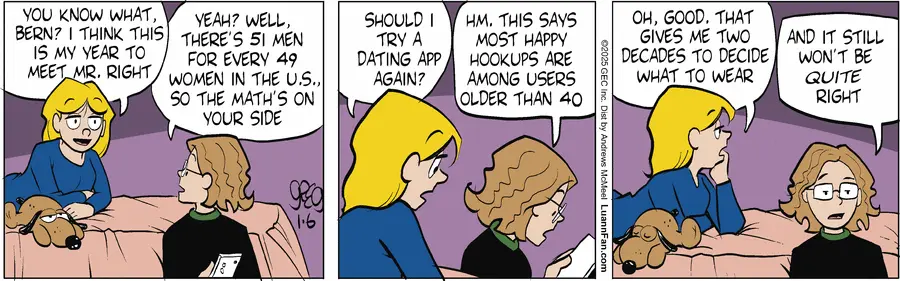 YOU KNOW WHAT,
BERN? I THINK THIS
IS MY YEAR TO
MEET MR. RIGHT
YEAH? WELL,
THERE'S 51 MEN
FOR EVERY 49
WOMEN IN THE U.S.,
SO THE MATH'S ON
YOUR SIDE
GREG
1·6
SHOULD I
TRY A
DATING APP
AGAIN?
HM. THIS SAYS
MOST HAPPY
HOOKUPS ARE
AMONG USERS
OLDER THAN 40
©2025 GEC Inc. Dist by Andrews McMeel LuannFan.com
OH, GOOD. THAT
GIVES ME TWO
DECADES TO DECIDE
WHAT TO WEAR
AND IT STILL
WON'T BE
QUITE
RIGHT